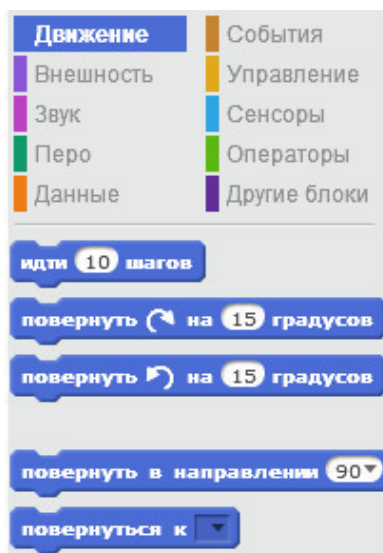 Движение События
Внешность Управление
Звук Сенсоры
Перо Операторы
Данные Другие блоки
идти 10 шагов
повернуть на 15 градусов
повернуть на 15 градусов
повернуть в направлении 90
повернуться к